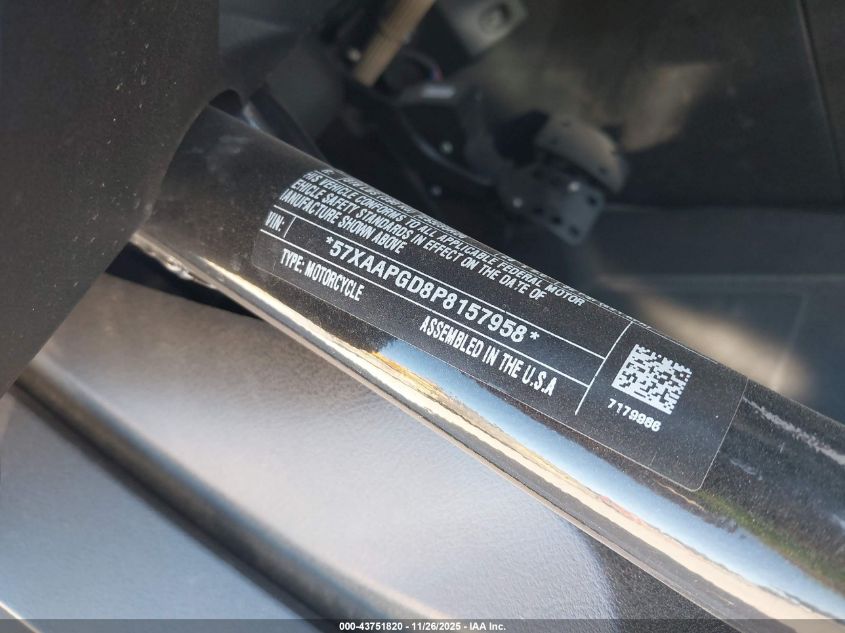 THIS VEHICLE CONFORMS TO ALL APPLICABLE FEDERAL MOTOR
VEHICLE SAFETY STANDARDS IN EFFECT ON THE DATE OF
MANUFACTURE SHOWN ABOVE
VIN: *57XAAPGD8P8157958*
TYPE: MOTORCYCLE
ASSEMBLED IN THE U.S.A
7179986
000-43751820 - 11/26/2025 - IAA Inc.